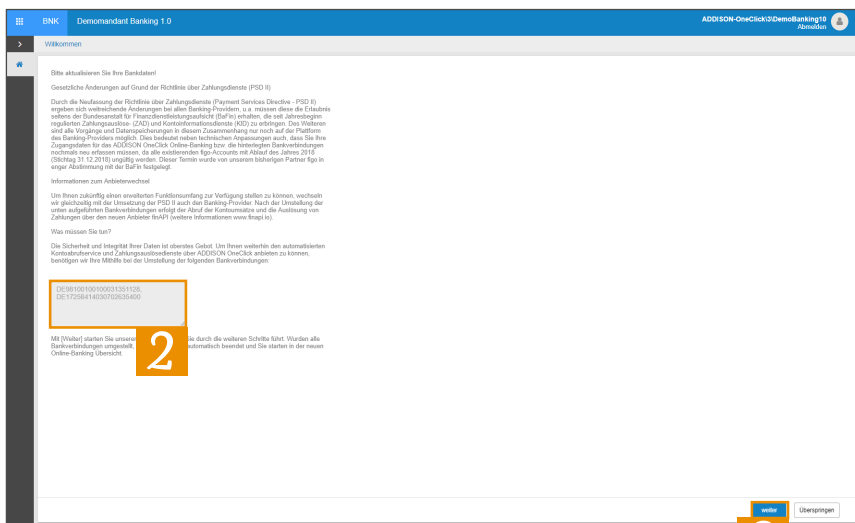 BNK Demomandant Banking 1.0
ADDISON-OneClick\3\DemoBanking10
Abmelden
Willkommen
Bitte aktualisieren Sie Ihre Bankdaten!
Gesetzliche Änderungen auf Grund der Richtlinie über Zahlungsdienste (PSD II)
Durch die Neufassung der Richtlinie über Zahlungsdienste (Payment Services Directive - PSD II)
ergeben sich weitreichende Änderungen bei allen Banking-Providern, u.a. müssen diese die Erlaubnis
seitens der Bundesanstalt für Finanzdienstleistungsaufsicht (BaFin) erhalten, die seit Jahresbeginn
regulierten Zahlungsauslöse- (ZAD) und Kontoinformationsdienste (KID) zu erbringen. Des Weiteren
sind alle Vorgänge und Datenspeicherungen in diesem Zusammenhang nur noch auf der Plattform
des Banking-Providers möglich. Dies bedeutet neben technischen Anpassungen auch, dass Sie Ihre
Zugangsdaten für das ADDISON OneClick Online-Banking bzw. die hinterlegten Bankverbindungen
nochmals neu erfassen müssen, da alle existierenden figo-Accounts mit Ablauf des Jahres 2018
(Stichtag 31.12.2018) ungültig werden. Dieser Termin wurde von unserem bisherigen Partner figo in
enger Abstimmung mit der BaFin festgelegt.
Informationen zum Anbieterwechsel
Um Ihnen zukünftig einen erweiterten Funktionsumfang zur Verfügung stellen zu können, wechseln
wir gleichzeitig mit der Umsetzung der PSD II auch den Banking-Provider. Nach der Umstellung der
unten aufgeführten Bankverbindungen erfolgt der Abruf der Kontoumsätze und die Auslösung von
Zahlungen über den neuen Anbieter finAPI (weitere Informationen www.finapi.io).
Was müssen Sie tun?
Die Sicherheit und Integrität Ihrer Daten ist oberstes Gebot. Um Ihnen weiterhin den automatisierten
Kontoabrufservice und Zahlungsauslösedienste über ADDISON OneClick anbieten zu können,
benötigen wir Ihre Mithilfe bei der Umstellung der folgenden Bankverbindungen:
DE98100100100031351128,
DE17258414030702635400
Mit [Weiter] starten Sie unseren ie durch die weiteren Schritte führt. Wurden alle
Bankverbindungen umgestellt, automatisch beendet und Sie starten in der neuen
Online-Banking Übersicht.
2
weiter Überspringen